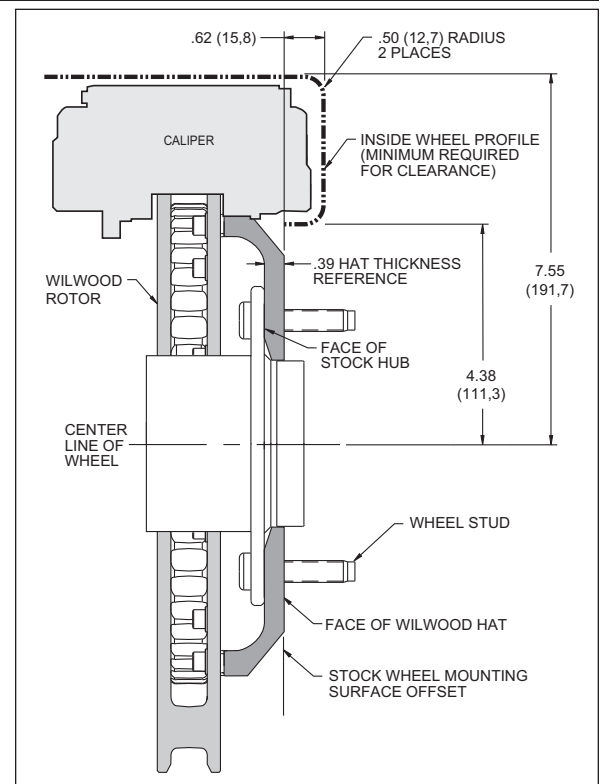 .62 (15,8)
.50 (12,7) RADIUS
2 PLACES
CALIPER
INSIDE WHEEL PROFILE
(MINIMUM REQUIRED
FOR CLEARANCE)
WILWOOD
ROTOR
.39 HAT THICKNESS
REFERENCE
7.55
(191,7)
FACE OF
STOCK HUB
4.38
(111,3)
CENTER
LINE OF
WHEEL
WHEEL STUD
FACE OF WILWOOD HAT
STOCK WHEEL MOUNTING
SURFACE OFFSET